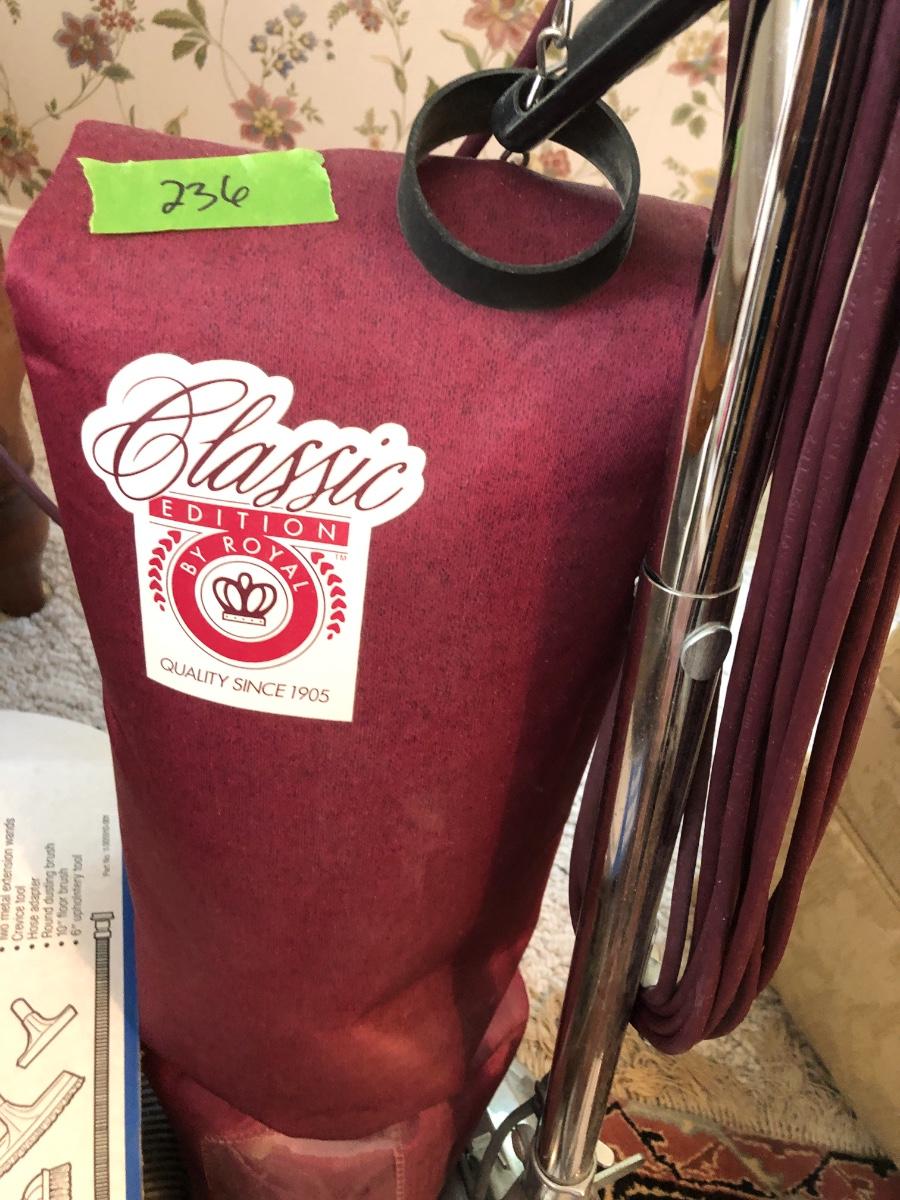 236
Classic
EDITION
TM
BY ROYAL
QUALITY SINCE 1905
• Two metal extension wands
• Crevice tool
• Hose adapter
• Round dusting brush
• 10" floor brush
• 6" upholstery tool